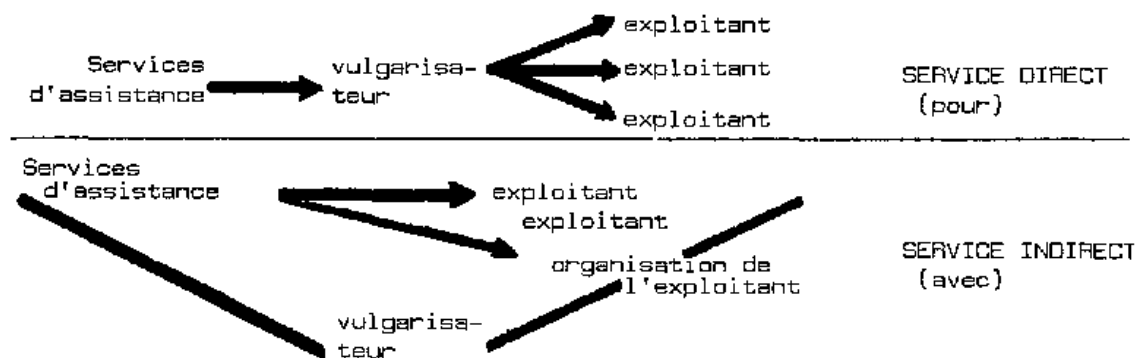 exploitant
Services
d'assistance
vulgarisa-
teur
exploitant
exploitant
SERVICE DIRECT
(pour)
Services
d'assistance
exploitant
exploitant
organisation de
l'exploitant
vulgarisa-
teur
SERVICE INDIRECT
(avec)